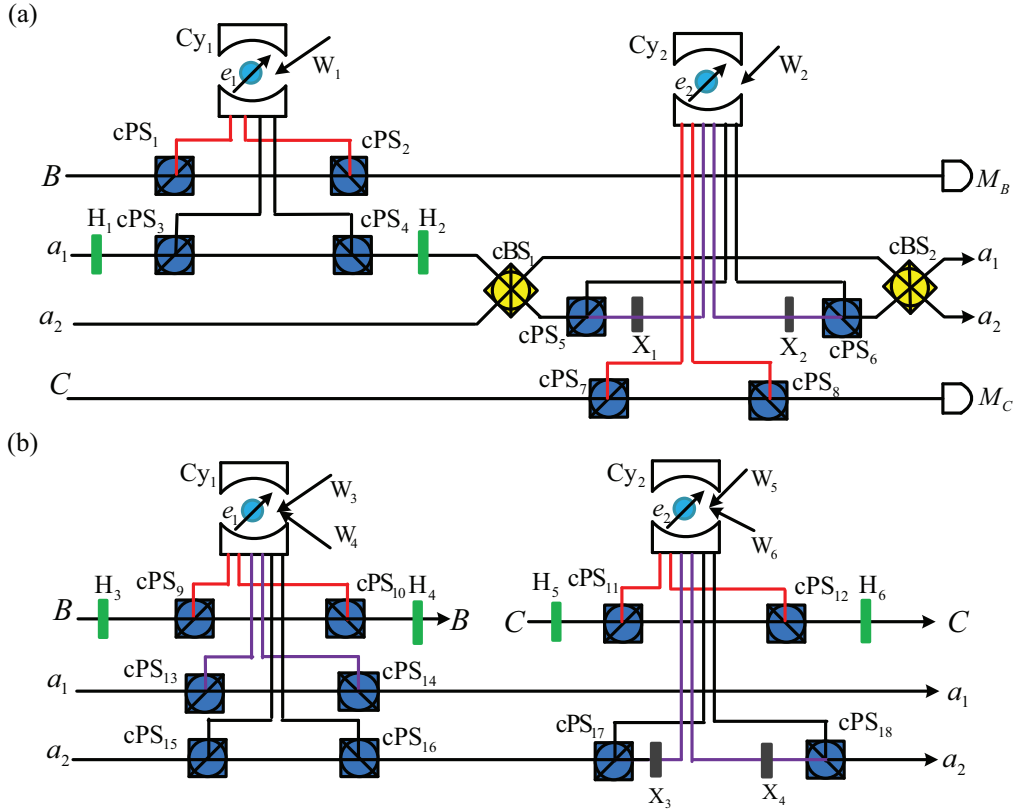 (a)
Cy₁
e₁
W₁
Cy₂
e₂
W₂
cPS₁
cPS₂
B
M_B
H₁
cPS₃
cPS₄
H₂
a₁
cBS₁
cBS₂
a₁
a₂
cPS₅
X₁
X₂
cPS₆
a₂
C
cPS₇
cPS₈
M_C
(b)
Cy₁
e₁
W₃
W₄
Cy₂
e₂
W₅
W₆
H₃
cPS₉
cPS₁₀
H₄
H₅
cPS₁₁
cPS₁₂
H₆
B
B
C
C
cPS₁₃
cPS₁₄
a₁
a₁
cPS₁₅
cPS₁₆
cPS₁₇
cPS₁₈
a₂
X₃
X₄
a₂